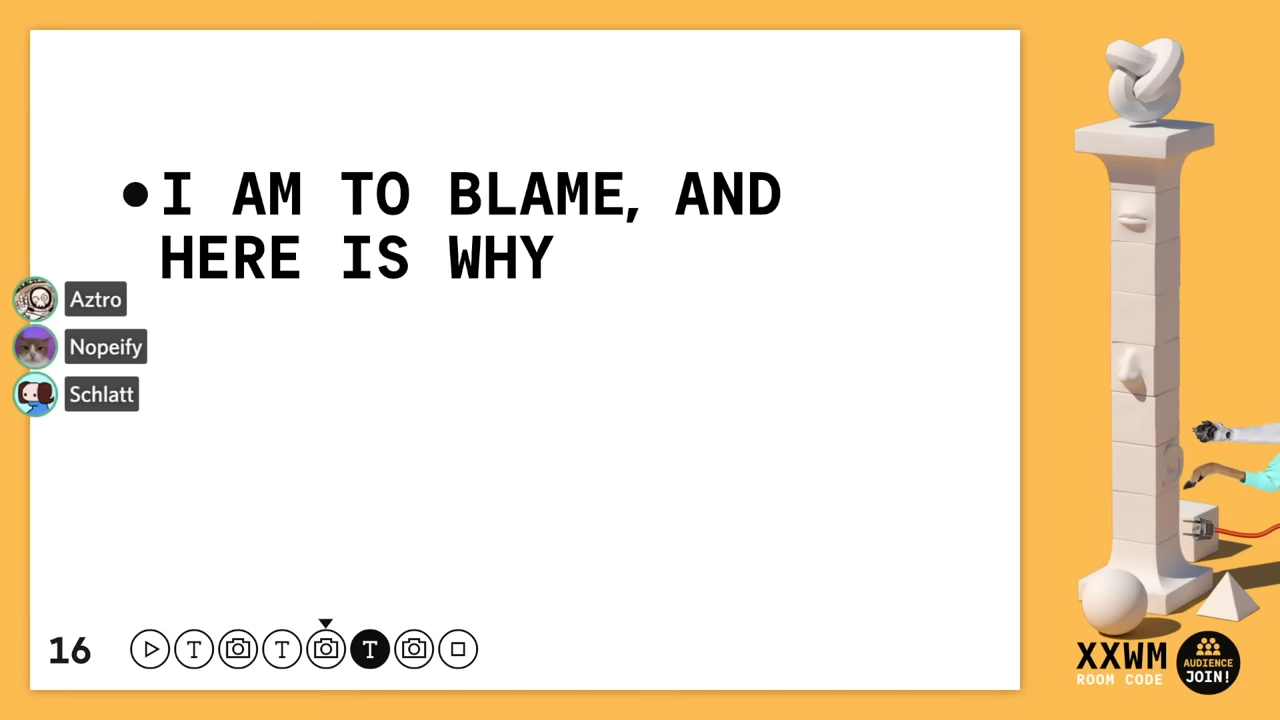 ● I AM TO BLAME, AND
HERE IS WHY
Aztro
Nopeify
Schlatt
16
T
T
T
XXWM
ROOM CODE
AUDIENCE
JOIN!